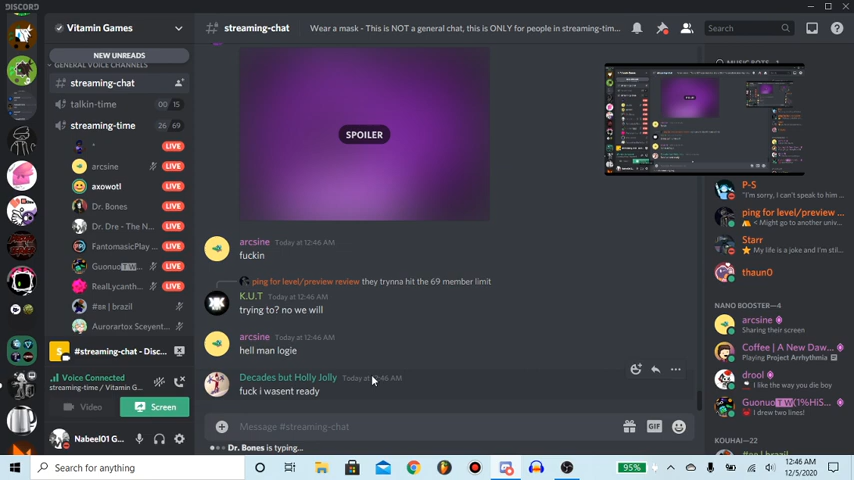 DISCORD
Vitamin Games
streaming-chat
Wear a mask - This is NOT a general chat, this is ONLY for people in streaming-tim...
Search
NEW UNREADS
GENERAL VOICE CHANNELS
streaming-chat
talkin-time
00 15
streaming-time
26 69
LIVE
arcsine
LIVE
axowotl
LIVE
Dr. Bones
LIVE
Dr. Dre - The N...
LIVE
FantomasicPlay
LIVE
Guonuo
LIVE
RealLycanth...
LIVE
| brazil
Aurorartox Sceyent...
#streaming-chat - Disc...
Voice Connected
streaming-time / Vitamin G...
Video
Screen
Nabeel01 G...
SPOILER
arcsine Today at 12:46 AM
fuckin
ping for level/preview review they trynna hit the 69 member limit
K.U.T Today at 12:46 AM
trying to? no we will
arcsine Today at 12:46 AM
hell man logie
Decades but Holly Jolly Today at 12:46 AM
fuck i wasent ready
Message #streaming-chat
GIF
Dr. Bones is typing...
P-S
"I'm sorry, I can't speak to him ...
ping for level/preview ...
< Might go to another univ...
Starr
My life is a joke and I'm stil...
thaun0
NANO BOOSTER—4
arcsine
Sharing their screen
Coffee | A New Daw...
Playing Project Arrhythmia
drool
I like the way you die boy
Guonuo TW(1%HiS...
I drew two lines!
KOUHAI—22
Search for anything
95%
12:46 AM
12/5/2020